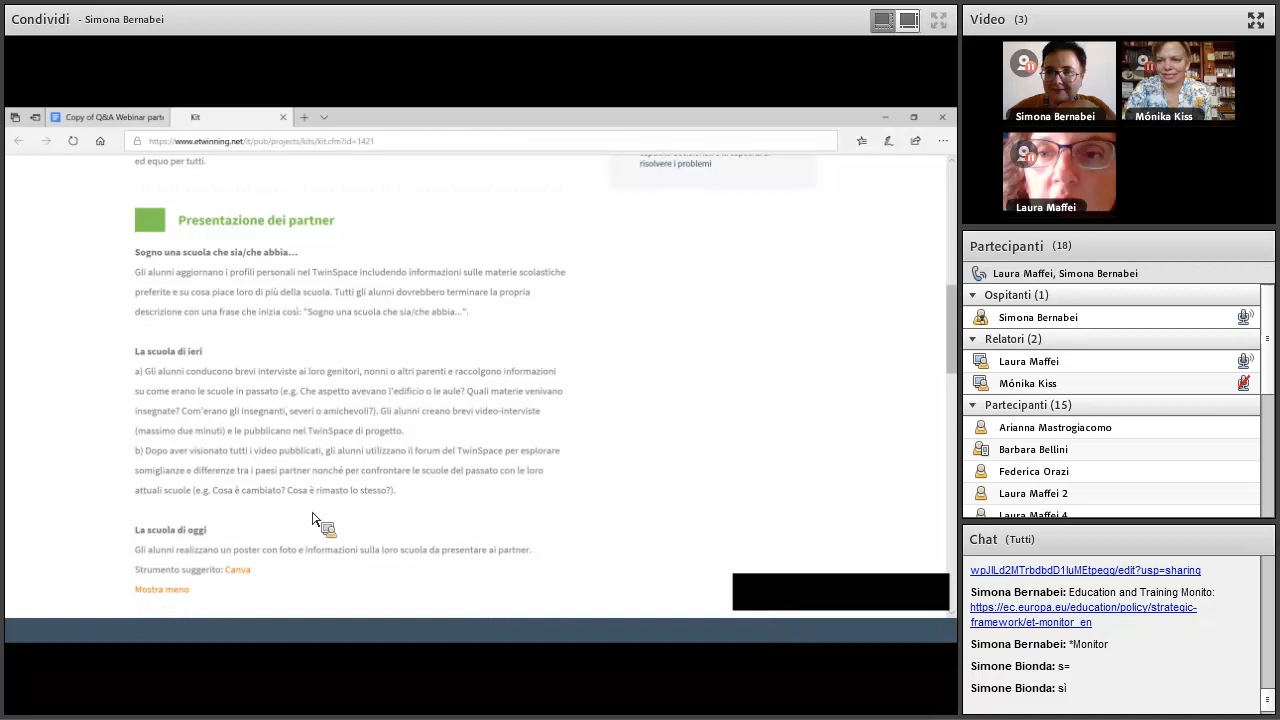 Condividi - Simona Bernabei
Copy of Q&A Webinar parte
Kit
https://www.etwinning.net/it/pub/projects/kits/kit.cfm?id=1421
ed equo per tutti.
risolvere i problemi
Presentazione dei partner
Sogno una scuola che sia/che abbia...
Gli alunni aggiornano i profili personali nel TwinSpace includendo informazioni sulle materie scolastiche
preferite e su cosa piace loro di più della scuola. Tutti gli alunni dovrebbero terminare la propria
descrizione con una frase che inizia così: "Sogno una scuola che sia/che abbia...".
La scuola di ieri
a) Gli alunni conducono brevi interviste ai loro genitori, nonni o altri parenti e raccolgono informazioni
su come erano le scuole in passato (e.g. Che aspetto avevano l'edificio o le aule? Quali materie venivano
insegnate? Com'erano gli insegnanti, severi o amichevoli?). Gli alunni creano brevi video-interviste
(massimo due minuti) e le pubblicano nel TwinSpace di progetto.
b) Dopo aver visionato tutti i video pubblicati, gli alunni utilizzano il forum del TwinSpace per esplorare
somiglianze e differenze tra i paesi partner nonché per confrontare le scuole del passato con le loro
attuali scuole (e.g. Cosa è cambiato? Cosa è rimasto lo stesso?).
La scuola di oggi
Gli alunni realizzano un poster con foto e informazioni sulla loro scuola da presentare ai partner.
Strumento suggerito: Canva
Mostra meno
Video (3)
Simona Bernabei
Mónika Kiss
Laura Maffei
Partecipanti (18)
Laura Maffei, Simona Bernabei
Ospitanti (1)
Simona Bernabei
Relatori (2)
Laura Maffei
Mónika Kiss
Partecipanti (15)
Arianna Mastrogiacomo
Barbara Bellini
Federica Orazi
Laura Maffei 2
Laura Maffei 4
Chat (Tutti)
wpJlLd2MTrbdbdD1luMEtpeqq/edit?usp=sharing
Simona Bernabei: Education and Training Monito:
https://ec.europa.eu/education/policy/strategic-
framework/et-monitor_en
Simona Bernabei: *Monitor
Simone Bionda: s=
Simone Bionda: sì